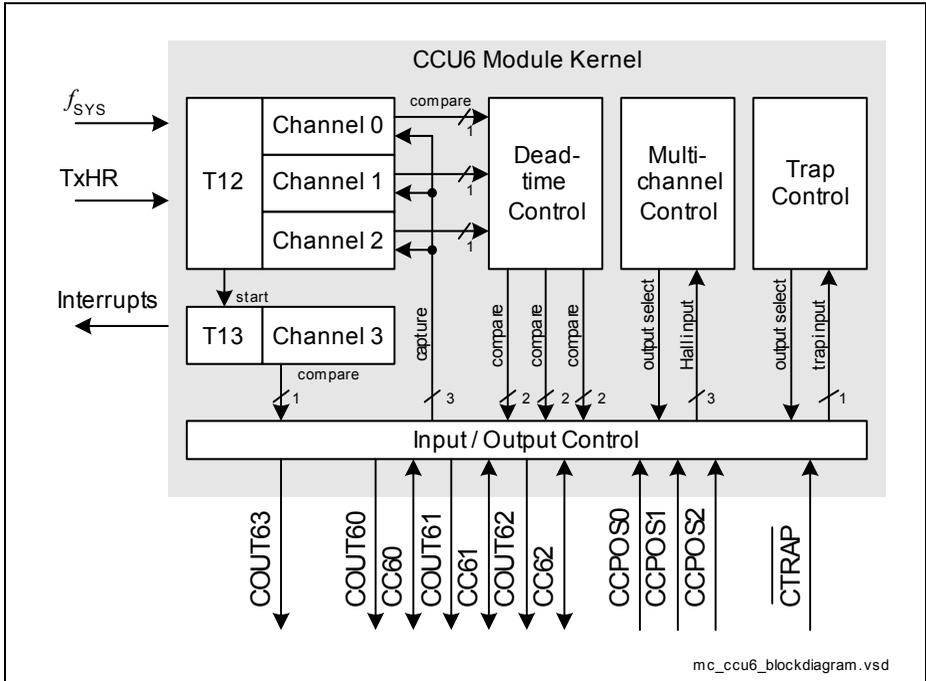 CCU6 Module Kernel
fSYS
TxHR
Interrupts
T12
Channel 0
Channel 1
Channel 2
compare
1
1
1
Dead-
time
Control
Multi-
channel
Control
Trap
Control
start
T13
Channel 3
compare
1
capture
3
compare
compare
compare
2
2
2
output select
Hall input
3
output select
trap input
1
Input / Output Control
COUT63
COUT60
CC60
COUT61
CC61
COUT62
CC62
CCPOS0
CCPOS1
CCPOS2
CTRAP
mc_ccu6_blockdiagram.vsd